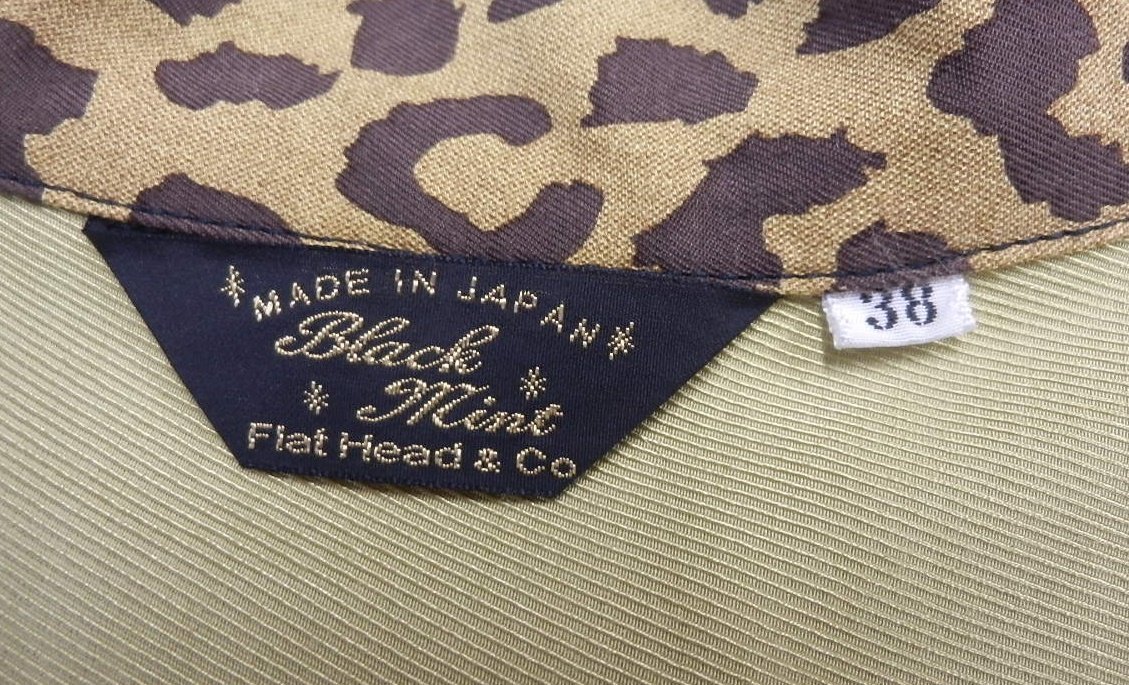 *MADE IN JAPAN*
Black
* Mint *
Flat Head & Co
38